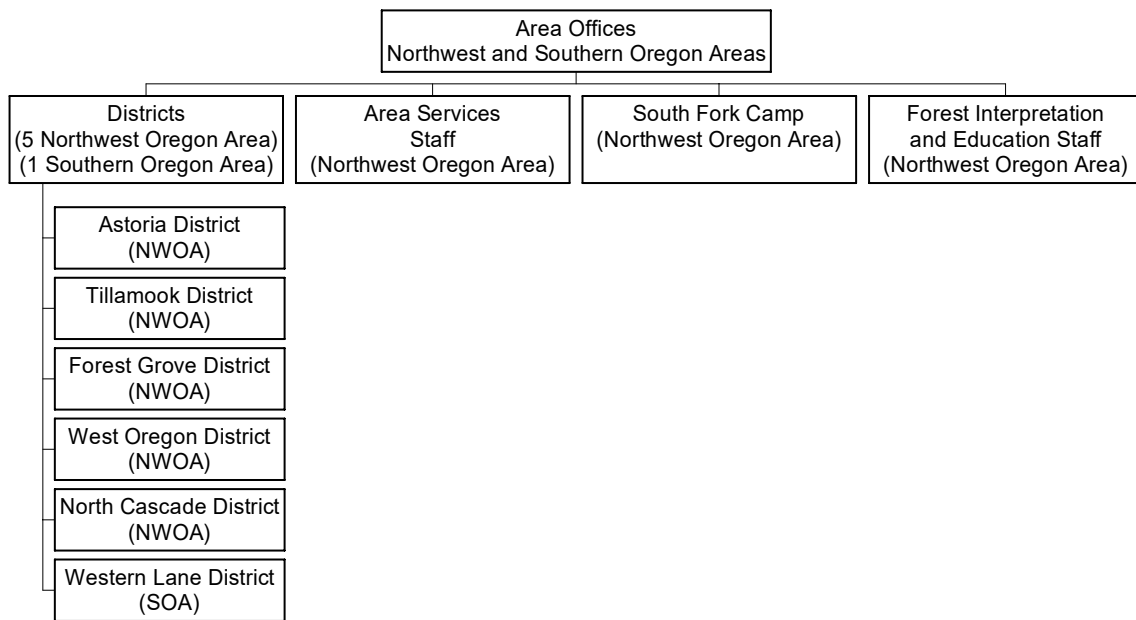 Area Offices
Northwest and Southern Oregon Areas
Districts
(5 Northwest Oregon Area)
(1 Southern Oregon Area)
Area Services
Staff
(Northwest Oregon Area)
South Fork Camp
(Northwest Oregon Area)
Forest Interpretation
and Education Staff
(Northwest Oregon Area)
Astoria District
(NWOA)
Tillamook District
(NWOA)
Forest Grove District
(NWOA)
West Oregon District
(NWOA)
North Cascade District
(NWOA)
Western Lane District
(SOA)